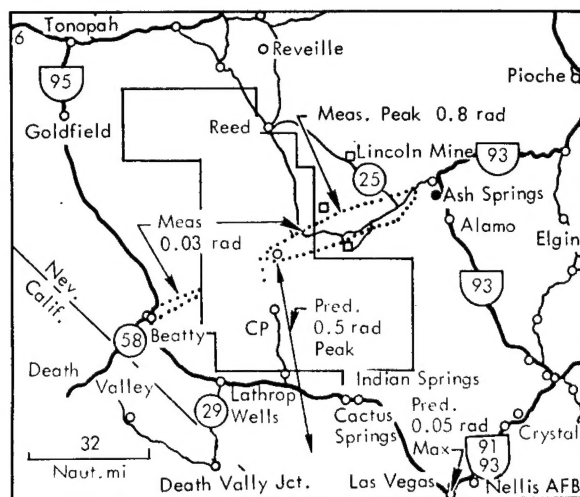 6
Tonopah
Reveille
95
Pioche
Goldfield
Reed
Meas. Peak 0.8 rad
Lincoln Mine
93
25
Ash Springs
Alamo
Meas
0.03 rad
Elgin
93
Nev.
Calif.
Pred.
0.5 rad
Peak
CP
58
Beatty
Death
Valley
Lathrop
Wells
29
Indian Springs
Cactus
Springs
Pred.
0.05 rad
Max
Crystal
91
93
32
Naut. mi
Death Vally Jct.
Las Vegas
Nellis AFB